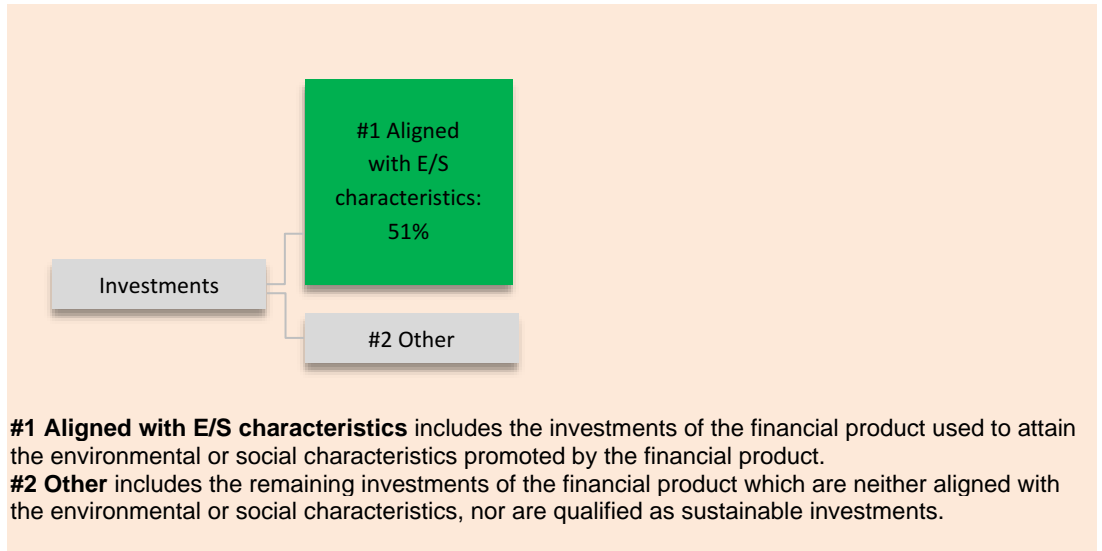 #1 Aligned
with E/S
characteristics:
51%
Investments
#2 Other
#1 Aligned with E/S characteristics includes the investments of the financial product used to attain
the environmental or social characteristics promoted by the financial product.
#2 Other includes the remaining investments of the financial product which are neither aligned with
the environmental or social characteristics, nor are qualified as sustainable investments.